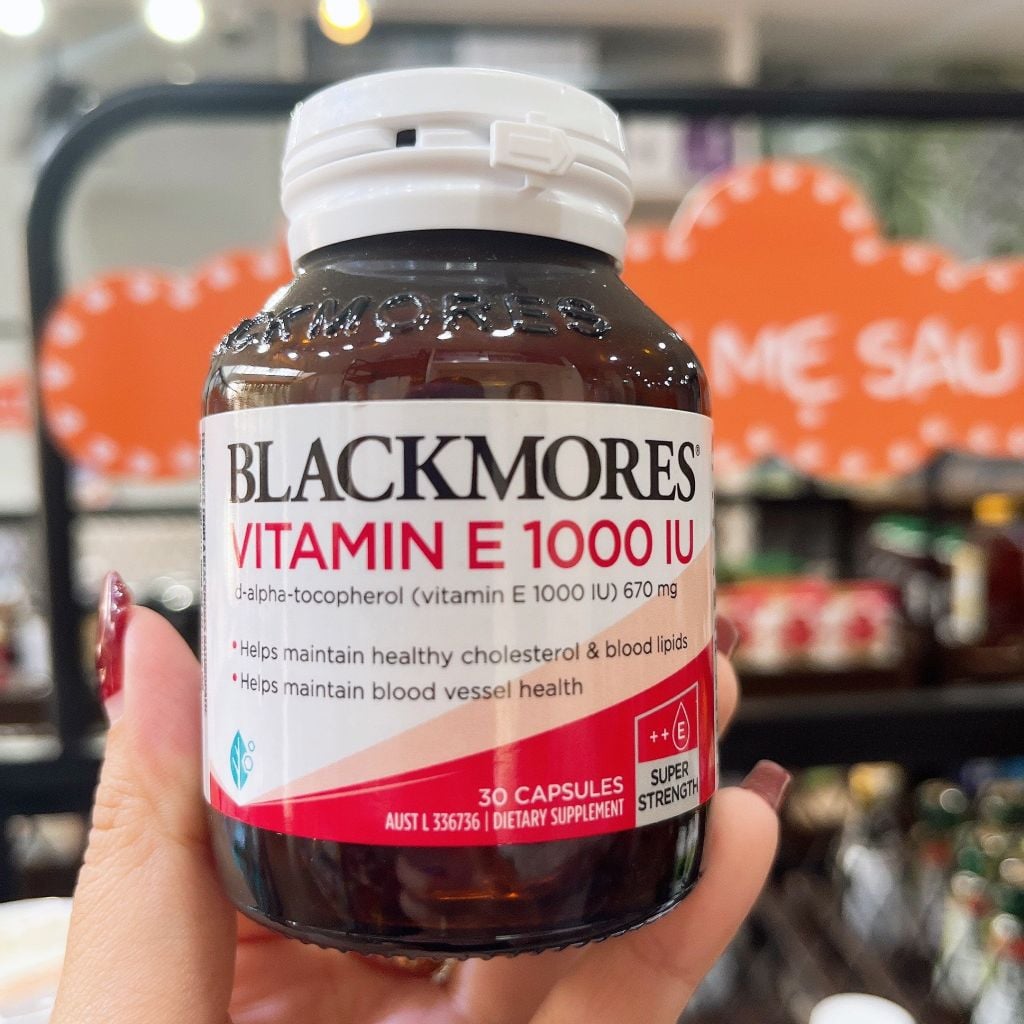 BLACKMORES
MẸ SAU
BLACKMORES®
VITAMIN E 1000 IU
d-alpha-tocopherol (vitamin E 1000 IU) 670 mg
• Helps maintain healthy cholesterol & blood lipids
• Helps maintain blood vessel health
++E
SUPER
STRENGTH
30 CAPSULES
AUST L 336736 | DIETARY SUPPLEMENT